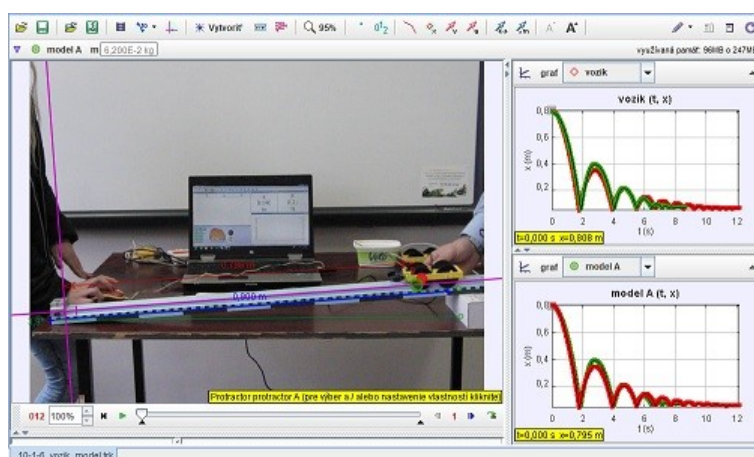 Vytvoriť
95%
model A m 6,200E-2 kg
využívaná pamäť: 96MB o 247MB
graf vozik
vozik (t, x)
0,8
0,6
x (m)
0,4
0,2
0 2 4 6 8 10 12
t (s)
t=0,000 s x=0,808 m
graf model A
model A (t, x)
0,8
0,6
x (m)
0,4
0,2
0 2 4 6 8 10 12
t (s)
t=0,000 s x=0,795 m
Protractor protractor A (pre výber a / alebo nastavenie vlastností kliknite)
012 100%
1
10-1-6_vozik_model.trk